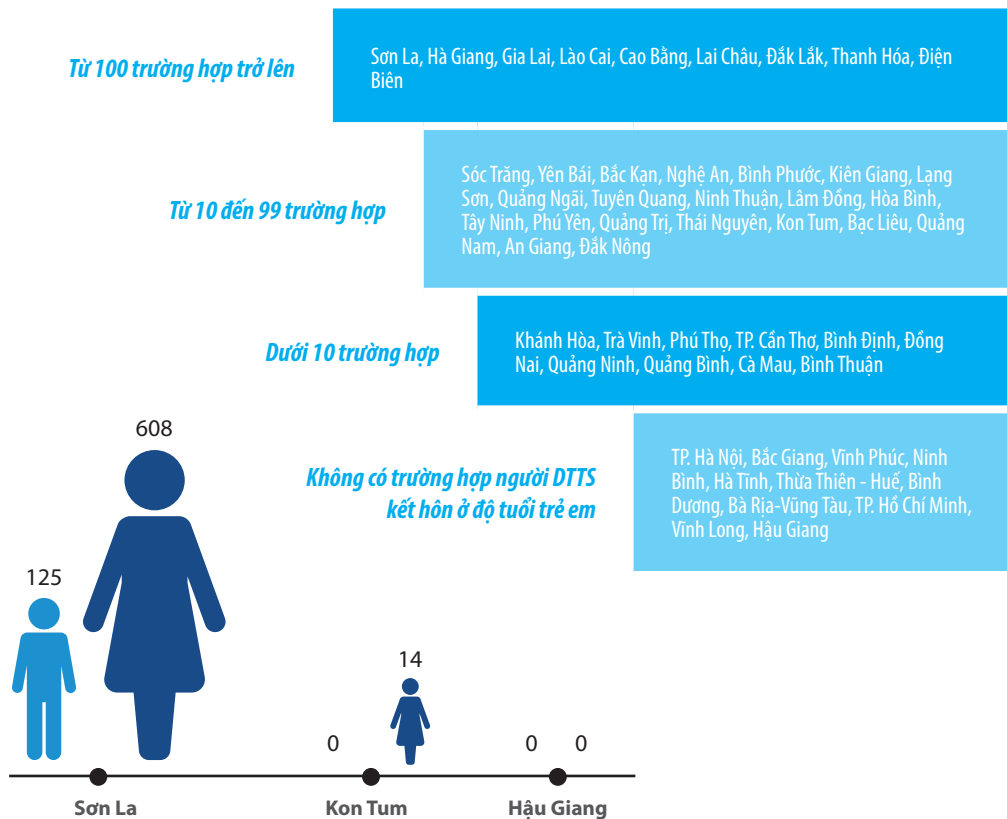 Từ 100 trường hợp trở lên
Sơn La, Hà Giang, Gia Lai, Lào Cai, Cao Bằng, Lai Châu, Đắk Lắk, Thanh Hóa, Điện
Biên
Từ 10 đến 99 trường hợp
Sóc Trăng, Yên Bái, Bắc Kạn, Nghệ An, Bình Phước, Kiên Giang, Lạng
Sơn, Quảng Ngãi, Tuyên Quang, Ninh Thuận, Lâm Đồng, Hòa Bình,
Tây Ninh, Phú Yên, Quảng Trị, Thái Nguyên, Kon Tum, Bạc Liêu, Quảng
Nam, An Giang, Đắk Nông
Dưới 10 trường hợp
Khánh Hòa, Trà Vinh, Phú Thọ, TP. Cần Thơ, Bình Định, Đồng
Nai, Quảng Ninh, Quảng Bình, Cà Mau, Bình Thuận
Không có trường hợp người DTTS
kết hôn ở độ tuổi trẻ em
TP. Hà Nội, Bắc Giang, Vĩnh Phúc, Ninh
Bình, Hà Tĩnh, Thừa Thiên - Huế, Bình
Dương, Bà Rịa-Vũng Tàu, TP. Hồ Chí Minh,
Vĩnh Long, Hậu Giang
608
125
14
0
0 0
Sơn La Kon Tum Hậu Giang